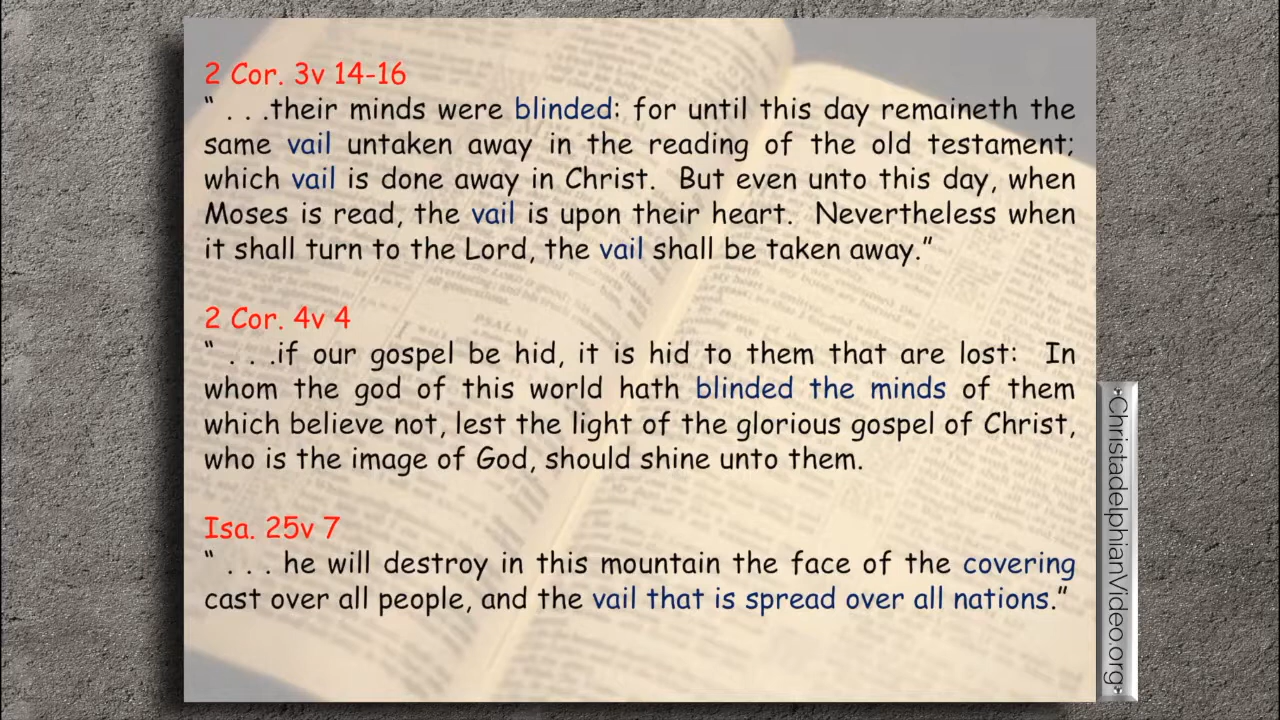 2 Cor. 3v 14-16
“ . . .their minds were blinded: for until this day remaineth the
same vail untaken away in the reading of the old testament;
which vail is done away in Christ. But even unto this day, when
Moses is read, the vail is upon their heart. Nevertheless when
it shall turn to the Lord, the vail shall be taken away.”
2 Cor. 4v 4
“ . . .if our gospel be hid, it is hid to them that are lost: In
whom the god of this world hath blinded the minds of them
which believe not, lest the light of the glorious gospel of Christ,
who is the image of God, should shine unto them.
Isa. 25v 7
“ . . . he will destroy in this mountain the face of the covering
cast over all people, and the vail that is spread over all nations.”
ChristadelphianVideo.org